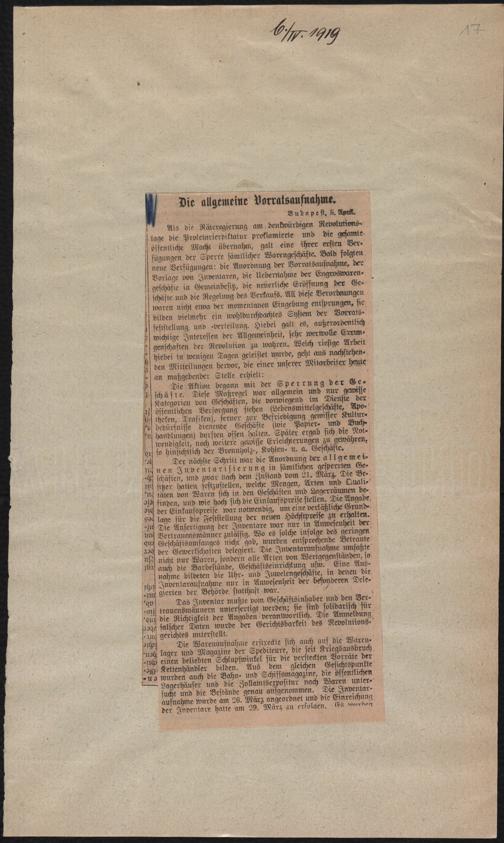 6./IV. 1919
17
Die allgemeine Vorratsaufnahme.
Budapest, 5. April.
Als die Räteregierung am denkwürdigen Revolutions-
tage die Proletarierdiktatur proklamierte und die gesamte
öffentliche Macht übernahm, galt eine ihrer ersten Ver-
fügungen der Sperre sämtlicher Warengeschäfte. Bald folgten
neue Verfügungen: die Anordnung der Vorratsaufnahme, der
Vorlage von Inventaren, die Uebernahme der Engroswaren-
geschäfte in Gemeinbesitz, die neuerliche Eröffnung der Ge-
schäfte und die Regelung des Verkaufs. All diese Verordnungen
waren nicht etwa der momentanen Eingebung entsprungen, sie
bilden vielmehr ein wohldurchdachtes System der Vorrats-
feststellung und -verteilung. Hiebei galt es, außerordentlich
wichtige Interessen der Allgemeinheit, sehr wertvolle Errun-
genschaften der Revolution zu wahren. Welch riesige Arbeit
hiebei in wenigen Tagen geleistet wurde, geht aus nachstehen-
den Mitteilungen hervor, die einer unserer Mitarbeiter heute
an maßgebender Stelle erhielt:
Die Aktion begann mit der Sperrung der Ge-
schäfte. Diese Maßregel war allgemein und nur gewisse
Kategorien von Geschäften, die vorwiegend im Dienste der
öffentlichen Versorgung stehen (Lebensmittelgeschäfte, Apo-
theken, Trafiken), ferner zur Befriedigung gewisser Kultur-
bedürfnisse dienende Geschäfte (wie Papier- und Buch-
handlungen) durften offen halten. Später ergab sich die Not-
wendigkeit, noch weitere gewisse Erleichterungen zu gewähren,
so hinsichtlich der Brennholz-, Kohlen- u. a. Geschäfte.
Der nächste Schritt war die Anordnung der allgemei-
nen Inventarisierung in sämtlichen gesperrten Ge-
schäften, und zwar nach dem Zustand vom 21. März. Die Be-
sitzer hatten festzustellen, welche Mengen, Arten und Quali-
täten von Waren sich in den Geschäften und Lagerräumen be-
finden, und wie hoch sich die Einkaufspreise stellen. Die Angabe
der Einkaufspreise war notwendig, um eine verläßliche Grund-
lage für die Feststellung der neuen Höchstpreise zu erhalten.
Die Anfertigung der Inventare war nur in Anwesenheit der
Vertrauensmänner zulässig. Wo es solche infolge des geringen
Geschäftsumfanges nicht gab, wurden entsprechende Betraute
der Gewerkschaften delegiert. Die Inventaraufnahme umfaßte
nicht nur Waren, sondern alle Arten von Wertgegenständen, so
auch die Barbestände, Geschäftseinrichtung usw. Eine Aus-
nahme bildeten die Uhr- und Juwelengeschäfte, in denen die
Inventaraufnahme nur in Anwesenheit der besonderen Dele-
gierten der Behörde statthaft war.
Das Inventar mußte vom Geschäftsinhaber und den Ver-
trauensmännern unterfertigt werden; sie sind solidarisch für
die Richtigkeit der Angaben verantwortlich. Die Anmeldung
falscher Daten wurde der Gerichtsbarkeit des Revolutions-
gerichtes unterstellt.
Die Warenaufnahme erstreckte sich auch auf die Waren-
lager und Magazine der Spediteure, die seit Kriegsausbruch
einen beliebten Schlupfwinkel für die versteckten Vorräte der
Kettenhändler bilden. Aus dem gleichen Gesichtspunkte
wurden auch die Bahn- und Schiffsmagazine, die öffentlichen
Lagerhäuser und die Zollamtsexpositur nach Waren unter-
sucht und die Bestände genau aufgenommen. Die Inventar-
aufnahme wurde am 26. März angeordnet und die Einreichung
der Inventare hatte am 29. März zu erfolgen. Es wurden